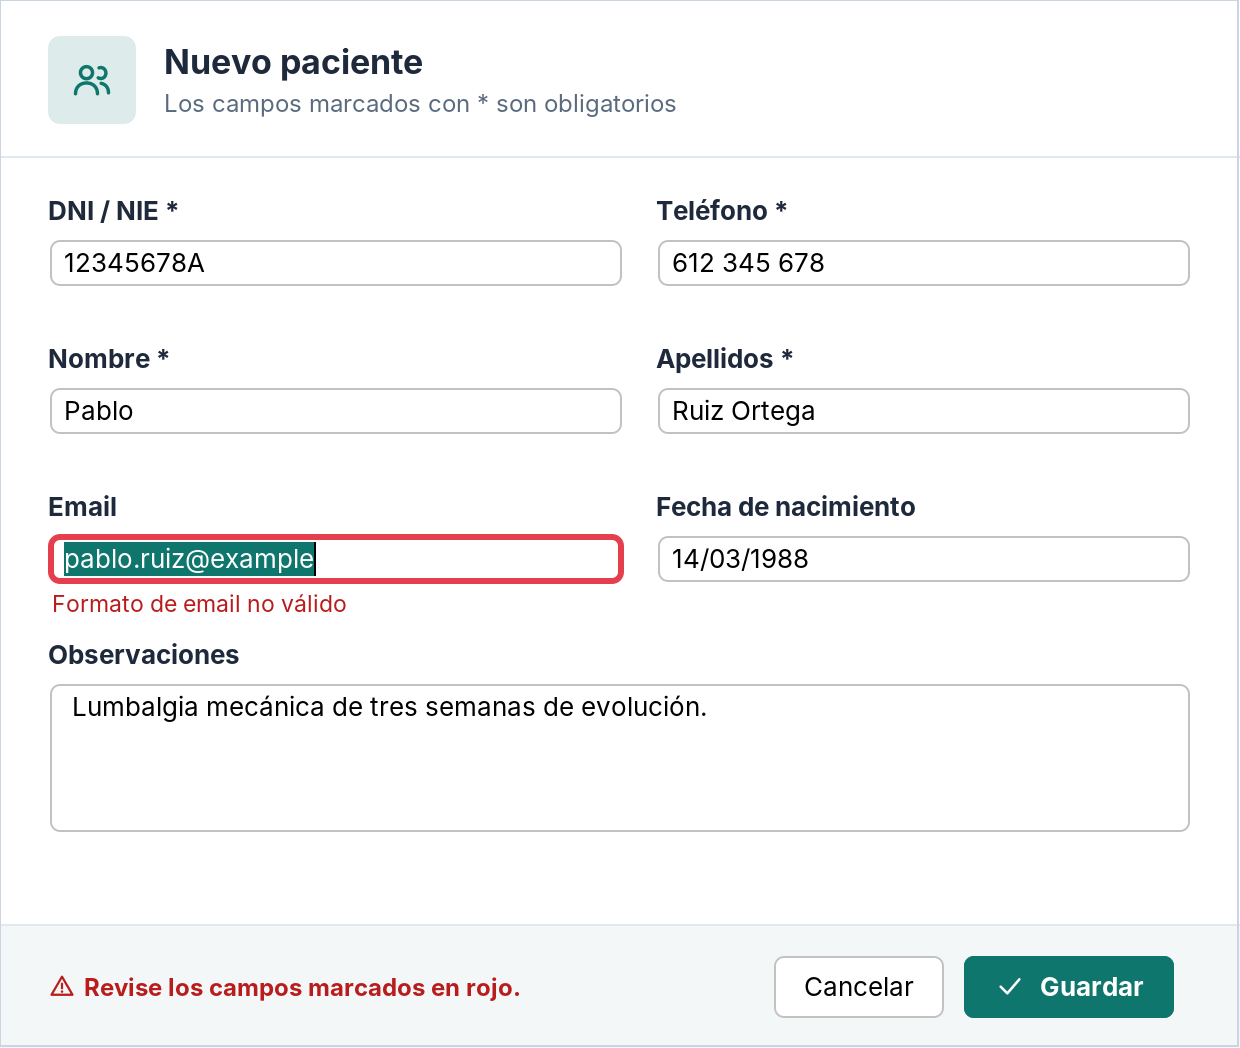 Nuevo paciente
Los campos marcados con * son obligatorios
DNI / NIE *
Teléfono *
12345678A
612 345 678
Nombre *
Apellidos *
Pablo
Ruiz Ortega
Email
Fecha de nacimiento
pablo.ruiz@example
14/03/1988
Formato de email no válido
Observaciones
Lumbalgia mecánica de tres semanas de evolución.
Revise los campos marcados en rojo.
Cancelar
Guardar